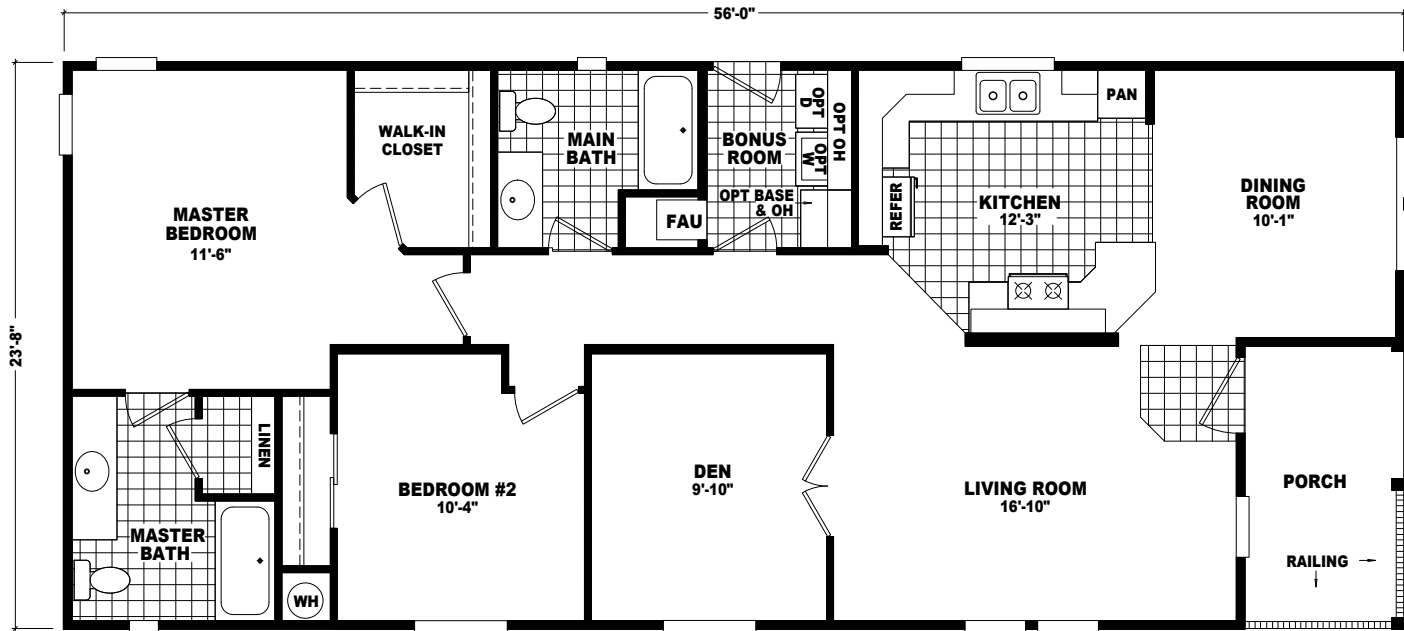 56'-0"
23'-8"
MASTER
BEDROOM
11'-6"
WALK-IN
CLOSET
MAIN
BATH
FAU
BONUS
ROOM
OPT
D
OPT
W
OPT OH
OPT BASE
& OH
REFER
KITCHEN
12'-3"
PAN
DINING
ROOM
10'-1"
LINEN
MASTER
BATH
WH
BEDROOM #2
10'-4"
DEN
9'-10"
LIVING ROOM
16'-10"
PORCH
RAILING